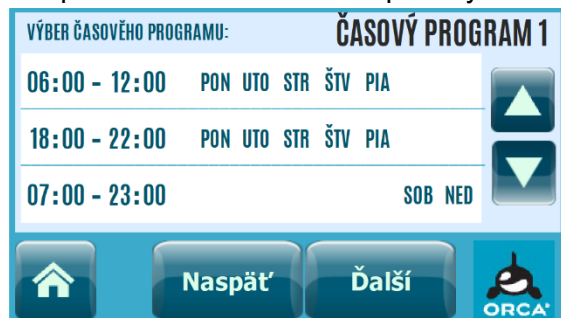 VÝBER ČASOVĚHO PROGRAMU: ČASOVÝ PROGRAM 1
06:00 - 12:00 PON UTO STR ŠTV PIA
18:00 - 22:00 PON UTO STR ŠTV PIA
07:00 - 23:00 SOB NED
Naspäť Ďalší
ORCA